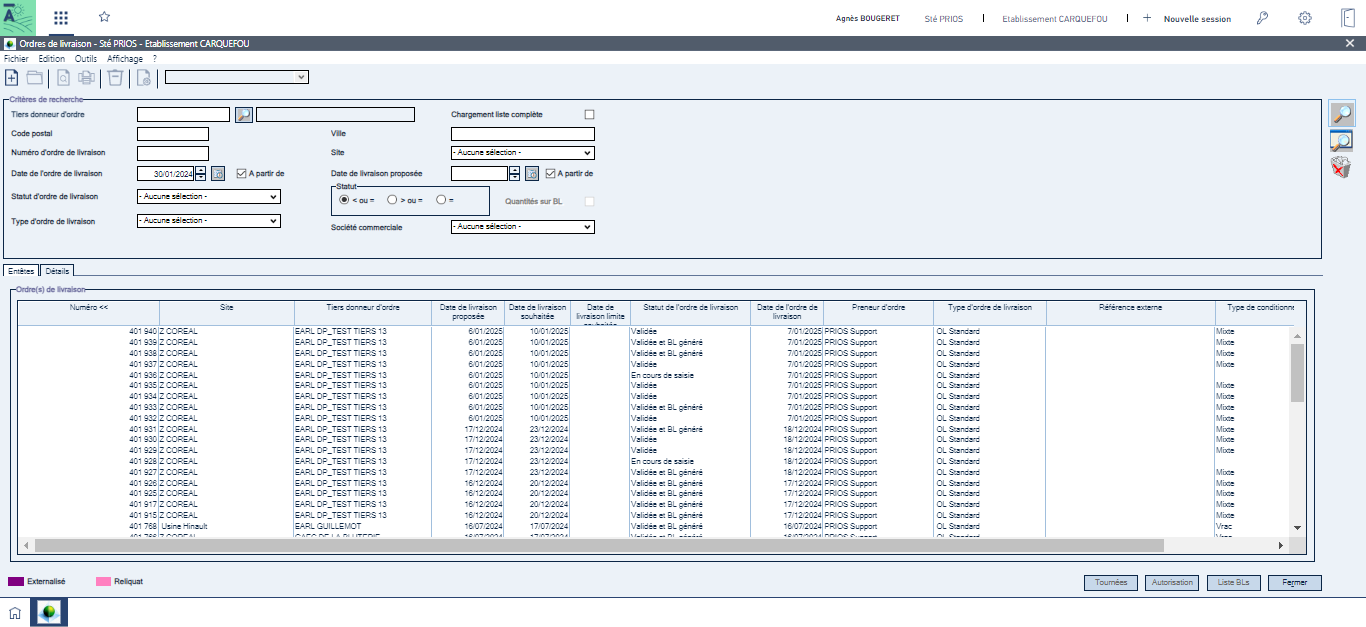 Agnès BOUGERET Sté PRIOS | Etablissement CARQUEFOU | + Nouvelle session
Ordres de livraison - Sté PRIOS - Etablissement CARQUEFOU
Fichier Edition Outils Affichage ?
Critères de recherche
Tiers donneur d'ordre Chargement liste complète
Code postal Ville
Numéro d'ordre de livraison Site - Aucune sélection -
Date de l'ordre de livraison 30/01/2024 A partir de Date de livraison proposée A partir de
Statut d'ordre de livraison - Aucune sélection - Statut < ou = > ou = = Quantités sur BL
Type d'ordre de livraison - Aucune sélection - Société commerciale - Aucune sélection -
Entêtes Détails
Ordre(s) de livraison
Numéro << Site Tiers donneur d'ordre Date de livraison proposée Date de livraison souhaitée Date de livraison limite souhaitée Statut de l'ordre de livraison Date de l'ordre de livraison Preneur d'ordre Type d'ordre de livraison Référence externe Type de conditionne
401 940 Z COREAL EARL DP_TEST TIERS 13 6/01/2025 10/01/2025 Validée 7/01/2025 PRIOS Support OL Standard Mixte
401 939 Z COREAL EARL DP_TEST TIERS 13 6/01/2025 10/01/2025 Validée et BL généré 7/01/2025 PRIOS Support OL Standard Mixte
401 938 Z COREAL EARL DP_TEST TIERS 13 6/01/2025 10/01/2025 Validée et BL généré 7/01/2025 PRIOS Support OL Standard Mixte
401 937 Z COREAL EARL DP_TEST TIERS 13 6/01/2025 10/01/2025 Validée 7/01/2025 PRIOS Support OL Standard Mixte
401 936 Z COREAL EARL DP_TEST TIERS 13 6/01/2025 10/01/2025 En cours de saisie 7/01/2025 PRIOS Support OL Standard
401 935 Z COREAL EARL DP_TEST TIERS 13 6/01/2025 10/01/2025 Validée 7/01/2025 PRIOS Support OL Standard Mixte
401 934 Z COREAL EARL DP_TEST TIERS 13 6/01/2025 10/01/2025 Validée 7/01/2025 PRIOS Support OL Standard Mixte
401 933 Z COREAL EARL DP_TEST TIERS 13 6/01/2025 10/01/2025 Validée et BL généré 7/01/2025 PRIOS Support OL Standard Mixte
401 932 Z COREAL EARL DP_TEST TIERS 13 6/01/2025 10/01/2025 Validée 7/01/2025 PRIOS Support OL Standard Mixte
401 931 Z COREAL EARL DP_TEST TIERS 13 17/12/2024 23/12/2024 Validée et BL généré 18/12/2024 PRIOS Support OL Standard Mixte
401 930 Z COREAL EARL DP_TEST TIERS 13 17/12/2024 23/12/2024 Validée 18/12/2024 PRIOS Support OL Standard Mixte
401 929 Z COREAL EARL DP_TEST TIERS 13 17/12/2024 23/12/2024 Validée 18/12/2024 PRIOS Support OL Standard Mixte
401 928 Z COREAL EARL DP_TEST TIERS 13 17/12/2024 23/12/2024 En cours de saisie 18/12/2024 PRIOS Support OL Standard
401 927 Z COREAL EARL DP_TEST TIERS 13 17/12/2024 23/12/2024 Validée et BL généré 18/12/2024 PRIOS Support OL Standard Mixte
401 926 Z COREAL EARL DP_TEST TIERS 13 16/12/2024 20/12/2024 Validée et BL généré 17/12/2024 PRIOS Support OL Standard Mixte
401 925 Z COREAL EARL DP_TEST TIERS 13 16/12/2024 20/12/2024 Validée et BL généré 17/12/2024 PRIOS Support OL Standard Mixte
401 917 Z COREAL EARL DP_TEST TIERS 13 16/12/2024 20/12/2024 Validée et BL généré 17/12/2024 PRIOS Support OL Standard Mixte
401 915 Z COREAL EARL DP_TEST TIERS 13 16/12/2024 20/12/2024 Validée et BL généré 17/12/2024 PRIOS Support OL Standard Mixte
401 768 Usine Hinault EARL GUILLEMOT 16/07/2024 17/07/2024 Validée et BL généré 16/07/2024 PRIOS Support OL Standard Vrac
Externalisé Reliquat Tournées Autorisation Liste BLs Fermer